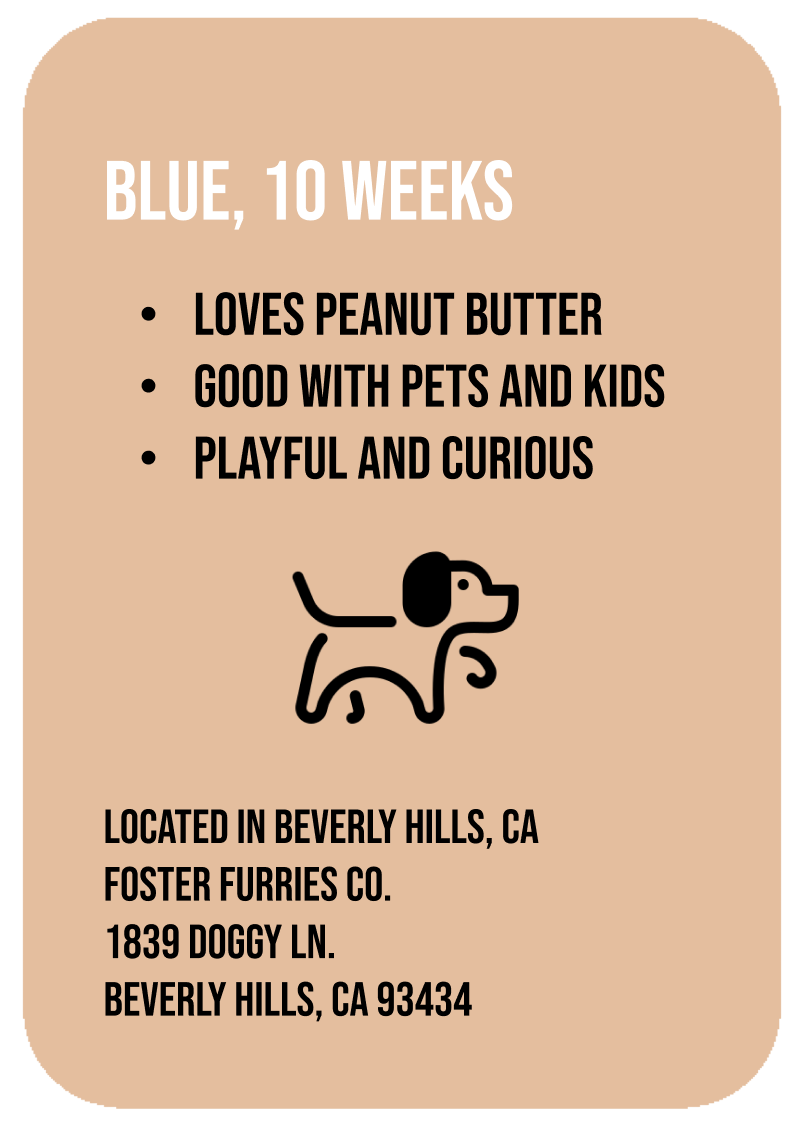 BLUE, 10 WEEKS
• LOVES PEANUT BUTTER
• GOOD WITH PETS AND KIDS
• PLAYFUL AND CURIOUS
LOCATED IN BEVERLY HILLS, CA
FOSTER FURRIES CO.
1839 DOGGY LN.
BEVERLY HILLS, CA 93434